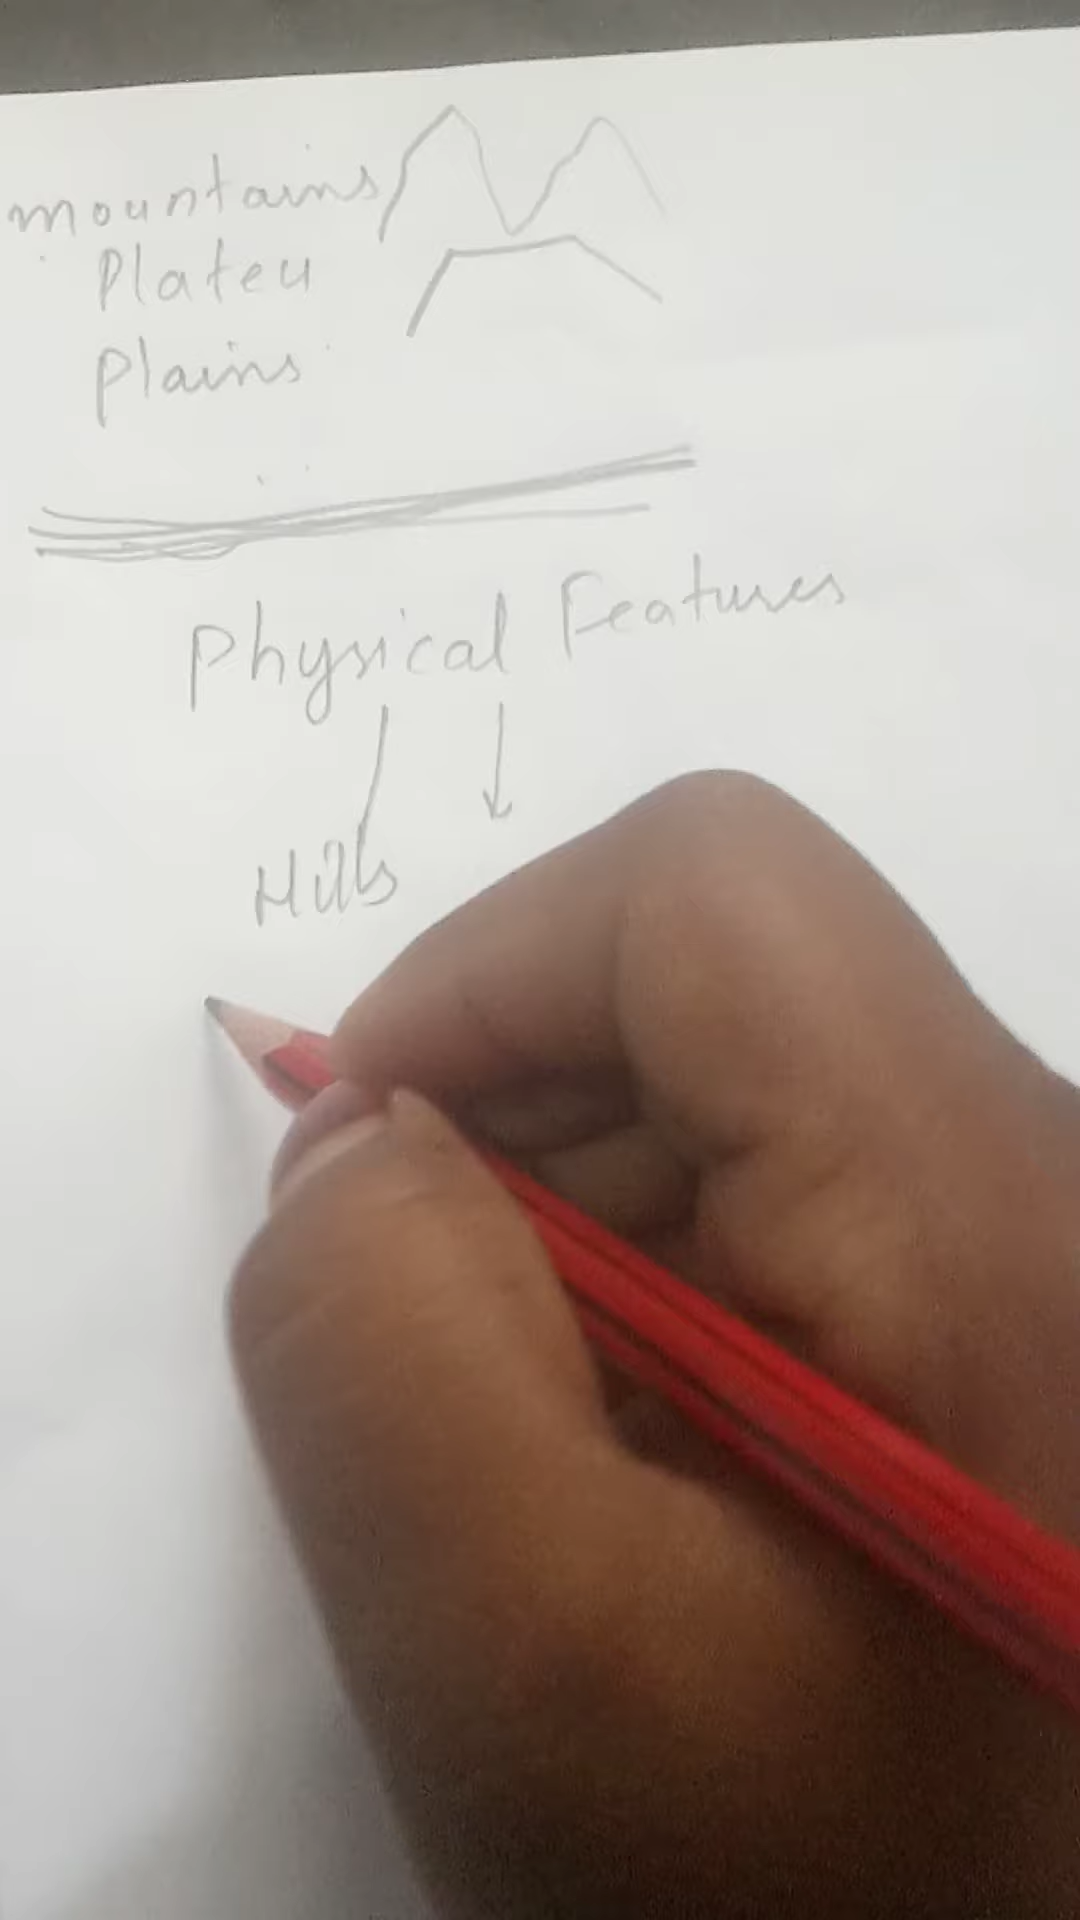 mountains
Plateu
Plains
Physical Features
Hills